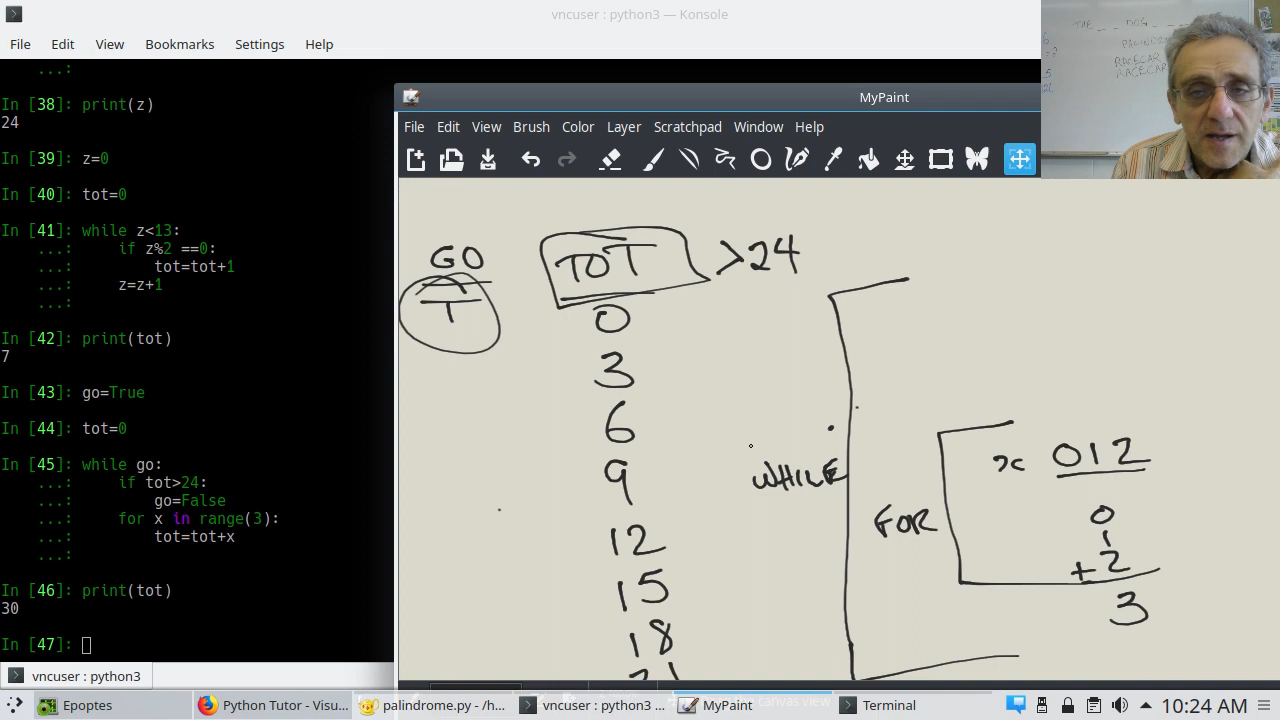 vncuser : python3 — Konsole
File Edit View Bookmarks Settings Help
...:
In [38]: print(z)
24
In [39]: z=0
In [40]: tot=0
In [41]: while z<13:
...: if z%2 ==0:
...: tot=tot+1
...: z=z+1
...:
In [42]: print(tot)
7
In [43]: go=True
In [44]: tot=0
In [45]: while go:
...: if tot>24:
...: go=False
...: for x in range(3):
...: tot=tot+x
...:
In [46]: print(tot)
30
In [47]:
vncuser : python3
MyPaint
File Edit View Brush Color Layer Scratchpad Window Help
GO TOT >24
T
0
3
6
9
12
15
18
21
WHILE
FOR
x 012
0
1
+2
3
THE _ _ DOG
RACECAR
RACECAR
Epoptes
Python Tutor - Visu...
palindrome.py - /h...
vncuser : python3 ...
MyPaint
Terminal
10:24 AM